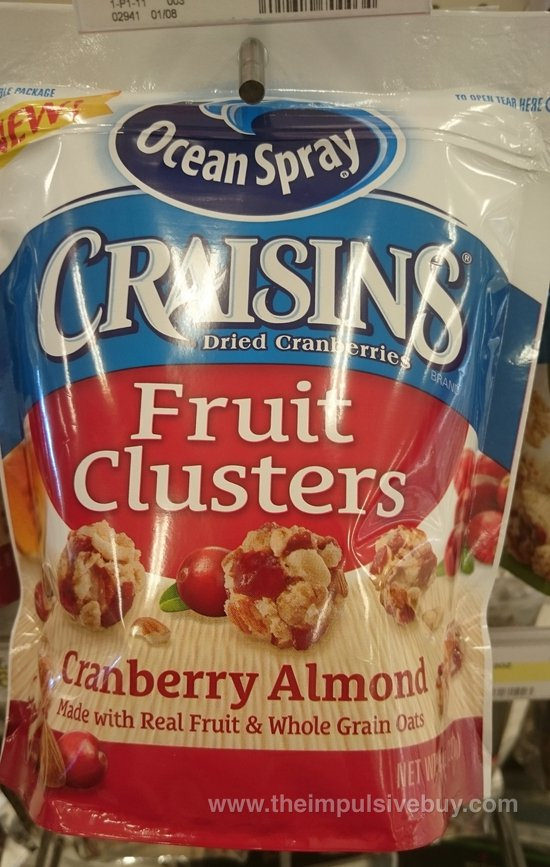 1-P1-11 003
02941 01/08
PACKAGE
TO OPEN TEAR HERE
NEW!
Ocean Spray®
CRAISINS®
Dried Cranberries
BRAND
Fruit
Clusters
Cranberry Almond
Made with Real Fruit & Whole Grain Oats
NET
www.theimpulsivebuy.com